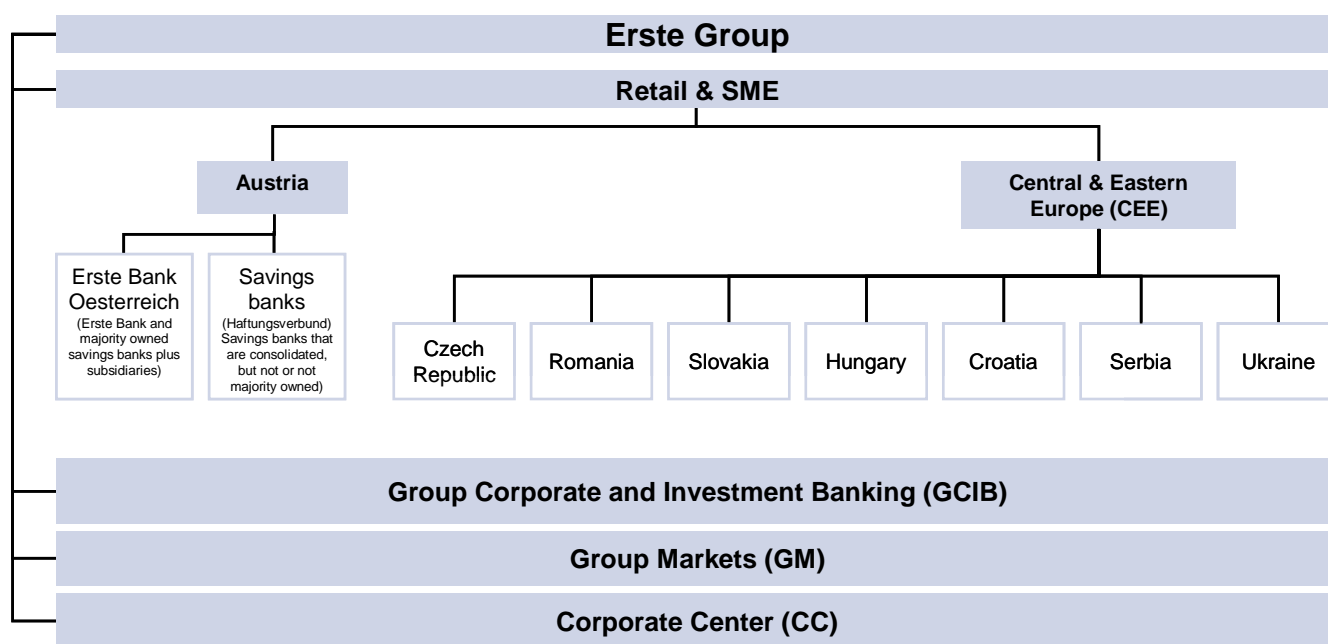 Erste Group
Retail & SME
Austria
Central & Eastern
Europe (CEE)
Erste Bank
Oesterreich
(Erste Bank and
majority owned
savings banks plus
subsidiaries)
Savings
banks
(Haftungsverbund)
Savings banks that
are consolidated,
but not or not
majority owned)
Czech
Republic
Romania
Slovakia
Hungary
Croatia
Serbia
Ukraine
Group Corporate and Investment Banking (GCIB)
Group Markets (GM)
Corporate Center (CC)